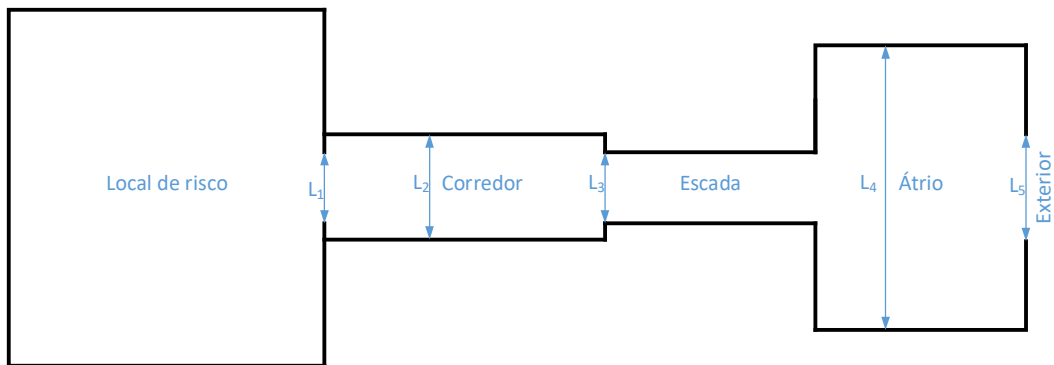 Local de risco
L₁
L₂
Corredor
L₃
Escada
L₄
Átrio
L₅
Exterior